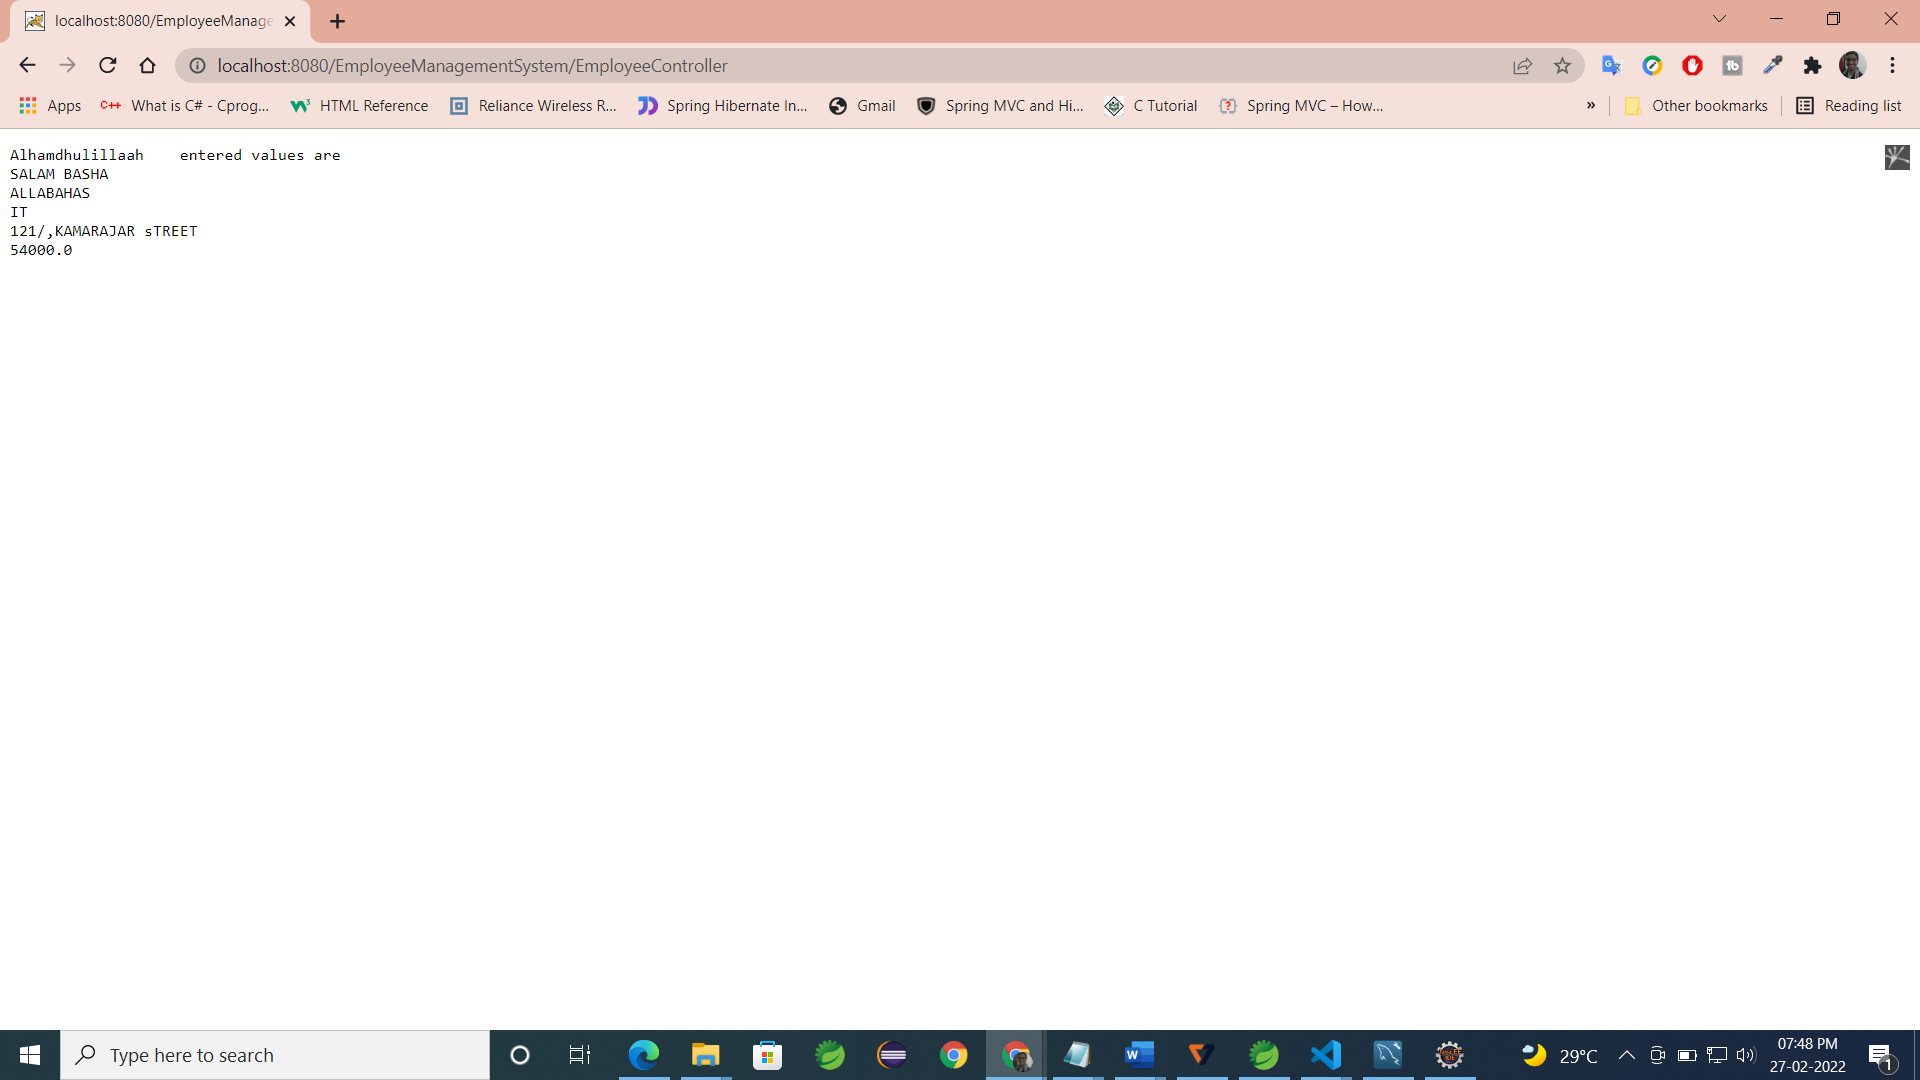 localhost:8080/EmployeeManage
localhost:8080/EmployeeManagementSystem/EmployeeController
Apps
C++ What is C# - Cprog...
W3 HTML Reference
Reliance Wireless R...
Spring Hibernate In...
Gmail
Spring MVC and Hi...
C Tutorial
Spring MVC – How...
»
Other bookmarks
Reading list
Alhamdhulillaah    entered values are
SALAM BASHA
ALLABAHAS
IT
121/,KAMARAJAR sTREET
54000.0
Type here to search
29°C
07:48 PM
27-02-2022
1